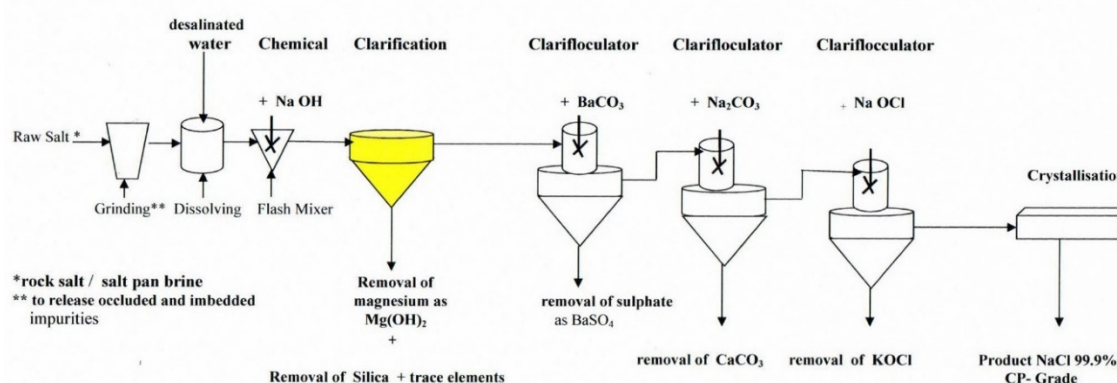 desalinated
water
Chemical
Clarification
Clarifloculator
Clarifloculator
Clariflocculator
+ Na OH
+ BaCO₃
+ Na₂CO₃
+ Na OCl
Raw Salt *
Grinding**
Dissolving
Flash Mixer
Crystallisatio
*rock salt / salt pan brine
** to release occluded and imbedded
impurities
Removal of
magnesium as
Mg(OH)₂
+
Removal of Silica + trace elements
removal of sulphate
as BaSO₄
removal of CaCO₃
removal of KOCl
Product NaCl 99.9%
CP- Grade